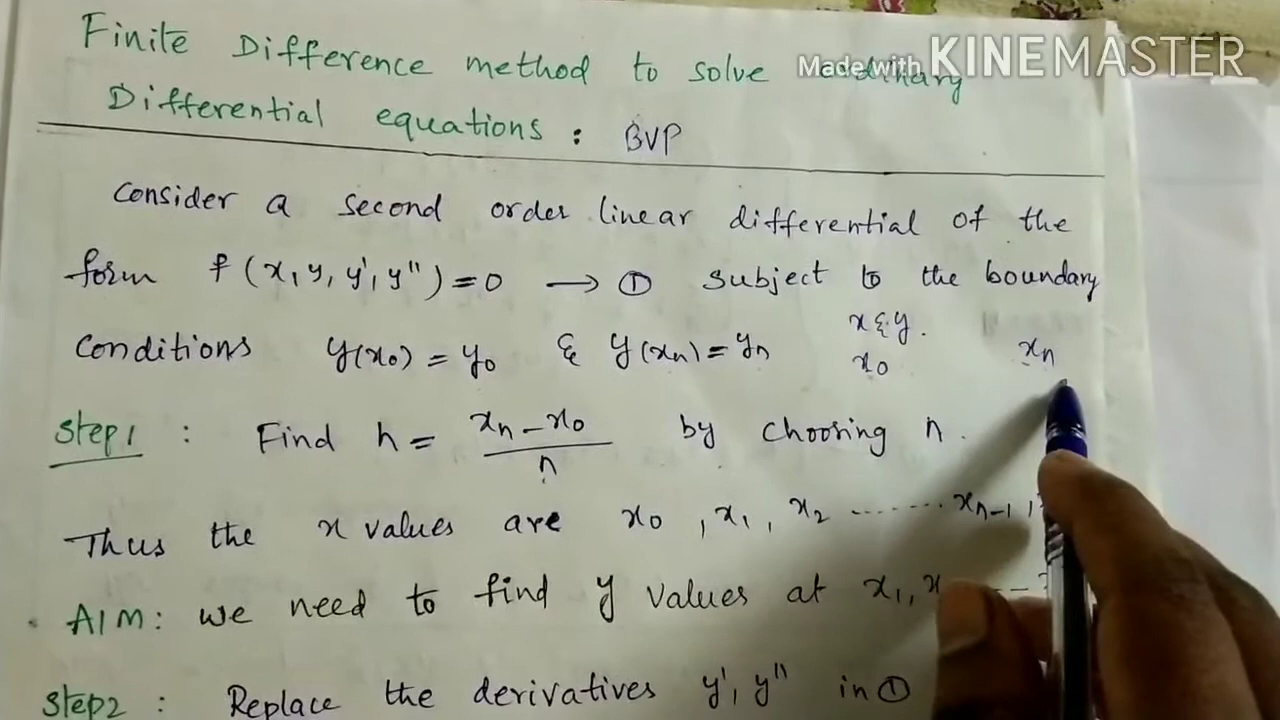 Finite Difference method to solve ordinary
Made with KINEMASTER
Differential equations : BVP
Consider a second order linear differential of the
form f(x, y, y', y'') = 0 → ① subject to the boundary
conditions y(x₀) = y₀ & y(xₙ) = yₙ
x & y.
x₀ xₙ
Step1 : Find h = (xₙ - x₀)/n by choosing n.
Thus the x values are x₀, x₁, x₂ ........ xₙ₋₁,
AIM: we need to find y values at x₁,
Step2 : Replace the derivatives y', y'' in ①